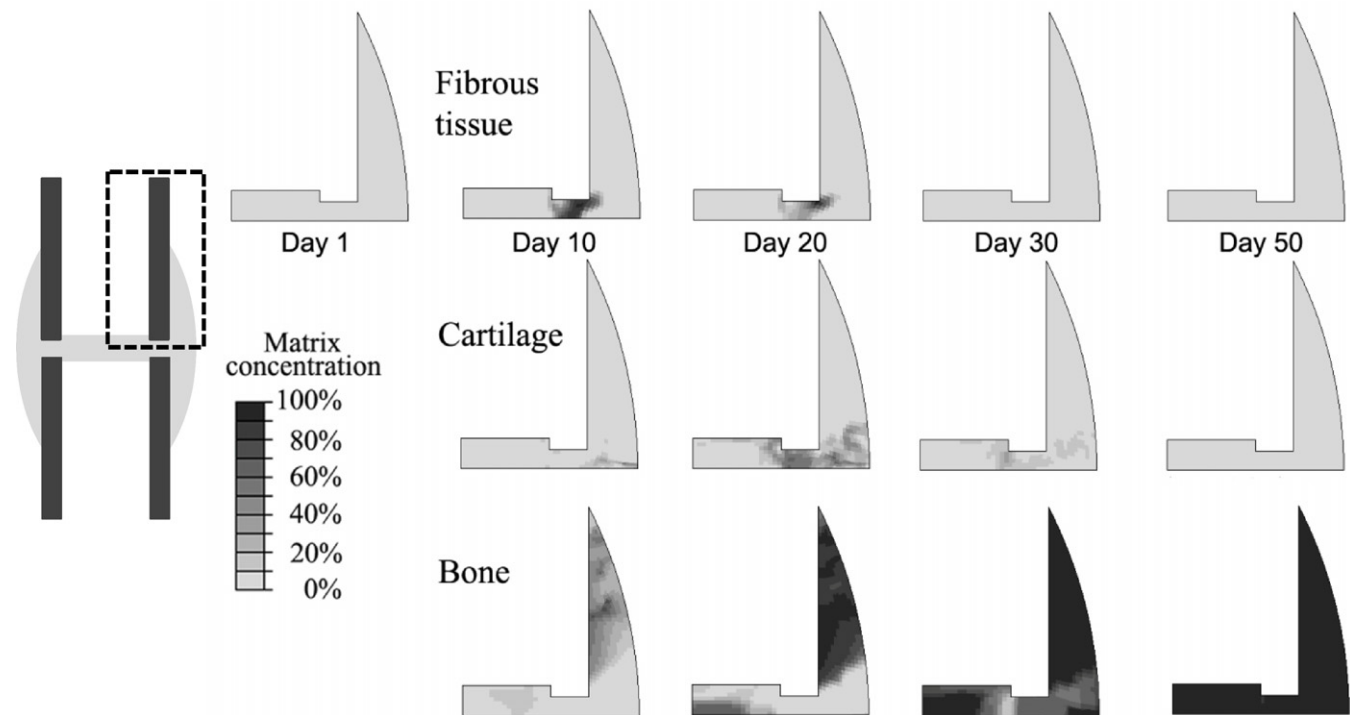 Fibrous
tissue
Day 1
Day 10
Day 20
Day 30
Day 50
Cartilage
Matrix
concentration
100%
80%
60%
40%
20%
0%
Bone